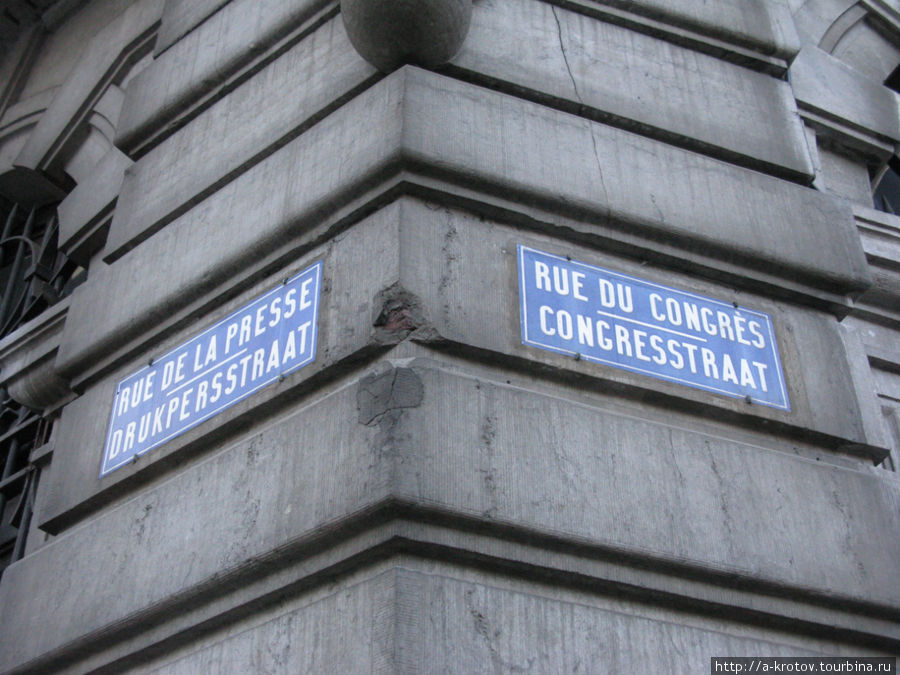 RUE DE LA PRESSE
DRUKPERSSTRAAT
RUE DU CONGRÈS
CONGRESSTRAAT
http://a-krotov.tourbina.ru/